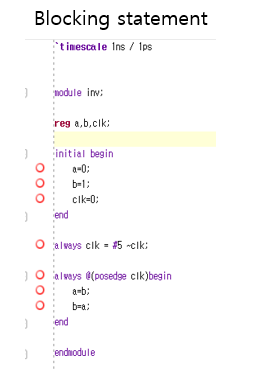 Blocking statement
`timescale 1ns / 1ps
module inv;
reg a,b,clk;
initial begin
a=0;
b=1;
clk=0;
end
always clk = #5 ~clk;
always @(posedge clk)begin
a=b;
b=a;
end
endmodule